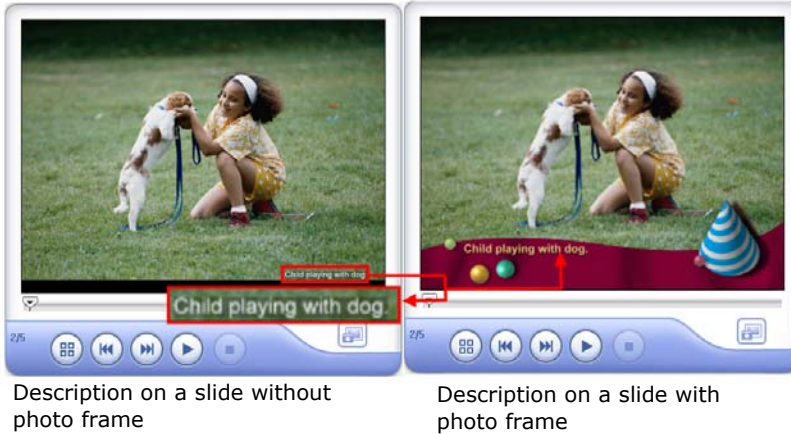 Child playing with dog
Child playing with dog.
2/5
Child playing with dog.
2/5
Description on a slide without
photo frame
Description on a slide with
photo frame